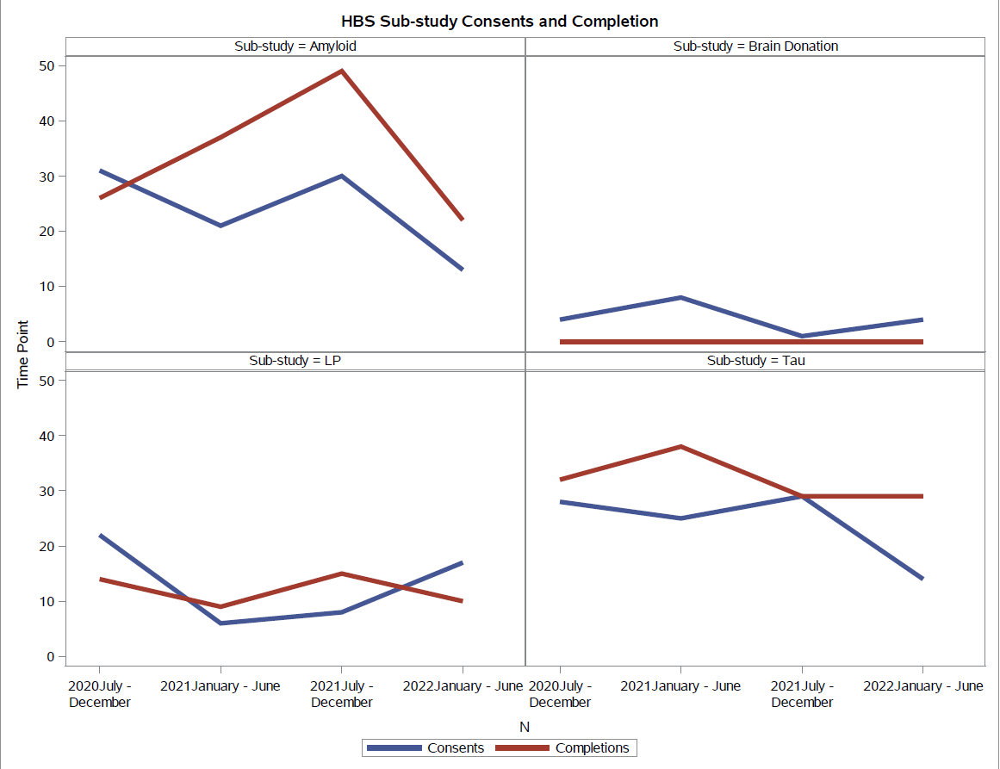 HBS Sub-study Consents and Completion
Sub-study = Amyloid
Sub-study = Brain Donation
50
40
30
20
10
0
Time Point
Sub-study = LP
Sub-study = Tau
50
40
30
20
10
0
2020July -
December
2021January - June
2021July -
December
2022January - June
2020July -
December
2021January - June
2021July -
December
2022January - June
N
Consents
Completions